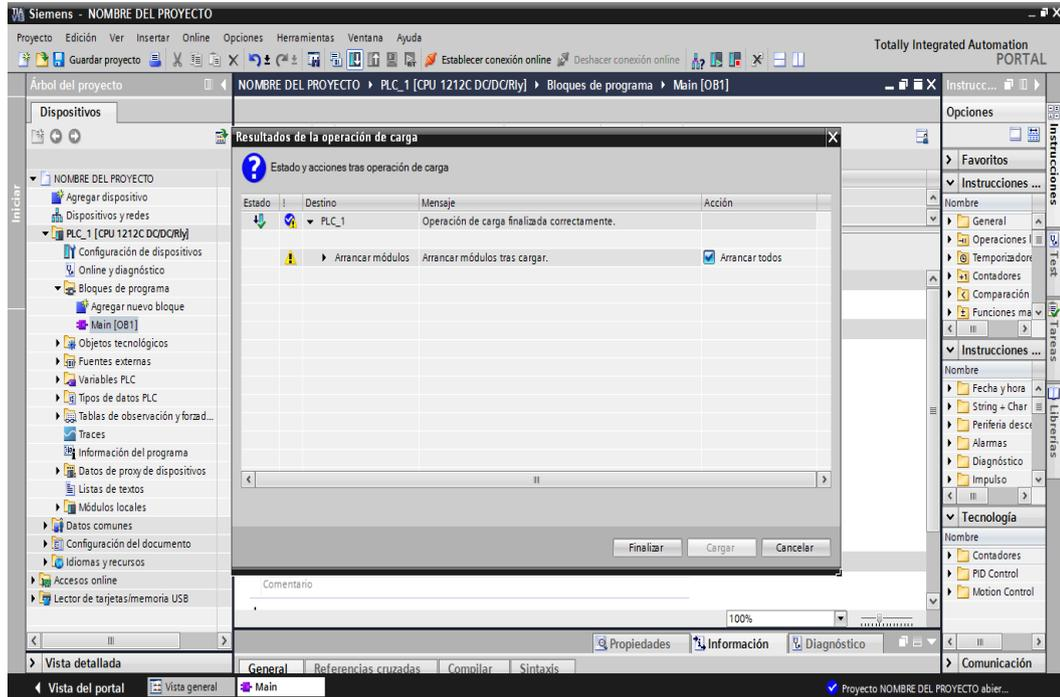 Siemens - NOMBRE DEL PROYECTO
Proyecto Edición Ver Insertar Online Opciones Herramientas Ventana Ayuda
Totally Integrated Automation
PORTAL
Guardar proyecto
Establecer conexión online
Deshacer conexión online
Árbol del proyecto
NOMBRE DEL PROYECTO PLC_1 [CPU 1212C DC/DC/Rly] Bloques de programa Main [OB1]
Instrucc...
Dispositivos
Opciones
Iniciar
NOMBRE DEL PROYECTO
Agregar dispositivo
Dispositivos y redes
PLC_1 [CPU 1212C DC/DC/Rly]
Configuración de dispositivos
Online y diagnóstico
Bloques de programa
Agregar nuevo bloque
Main [OB1]
Objetos tecnológicos
Fuentes externas
Variables PLC
Tipos de datos PLC
Tablas de observación y forzad...
Traces
Información del programa
Datos de proxy de dispositivos
Listas de textos
Módulos locales
Datos comunes
Configuración del documento
Idiomas y recursos
Accesos online
Lector de tarjetas/memoria USB
Vista detallada
Resultados de la operación de carga
Estado y acciones tras operación de carga
Estado ! Destino Mensaje Acción
PLC_1 Operación de carga finalizada correctamente.
Arrancar módulos Arrancar módulos tras cargar. Arrancar todos
Finalizar Cargar Cancelar
Comentario
100%
Propiedades Información Diagnóstico
General Referencias cruzadas Compilar Sintaxis
Favoritos
Instrucciones ...
Nombre
General
Operaciones l
Temporizadore
Contadores
Comparación
Funciones ma
Instrucciones ...
Nombre
Fecha y hora
String + Char
Periferia desce
Alarmas
Diagnóstico
Impulso
Tecnología
Nombre
Contadores
PID Control
Motion Control
Comunicación
Instrucciones
Test
Tareas
Librerías
Vista del portal Vista general Main
Proyecto NOMBRE DEL PROYECTO abier...